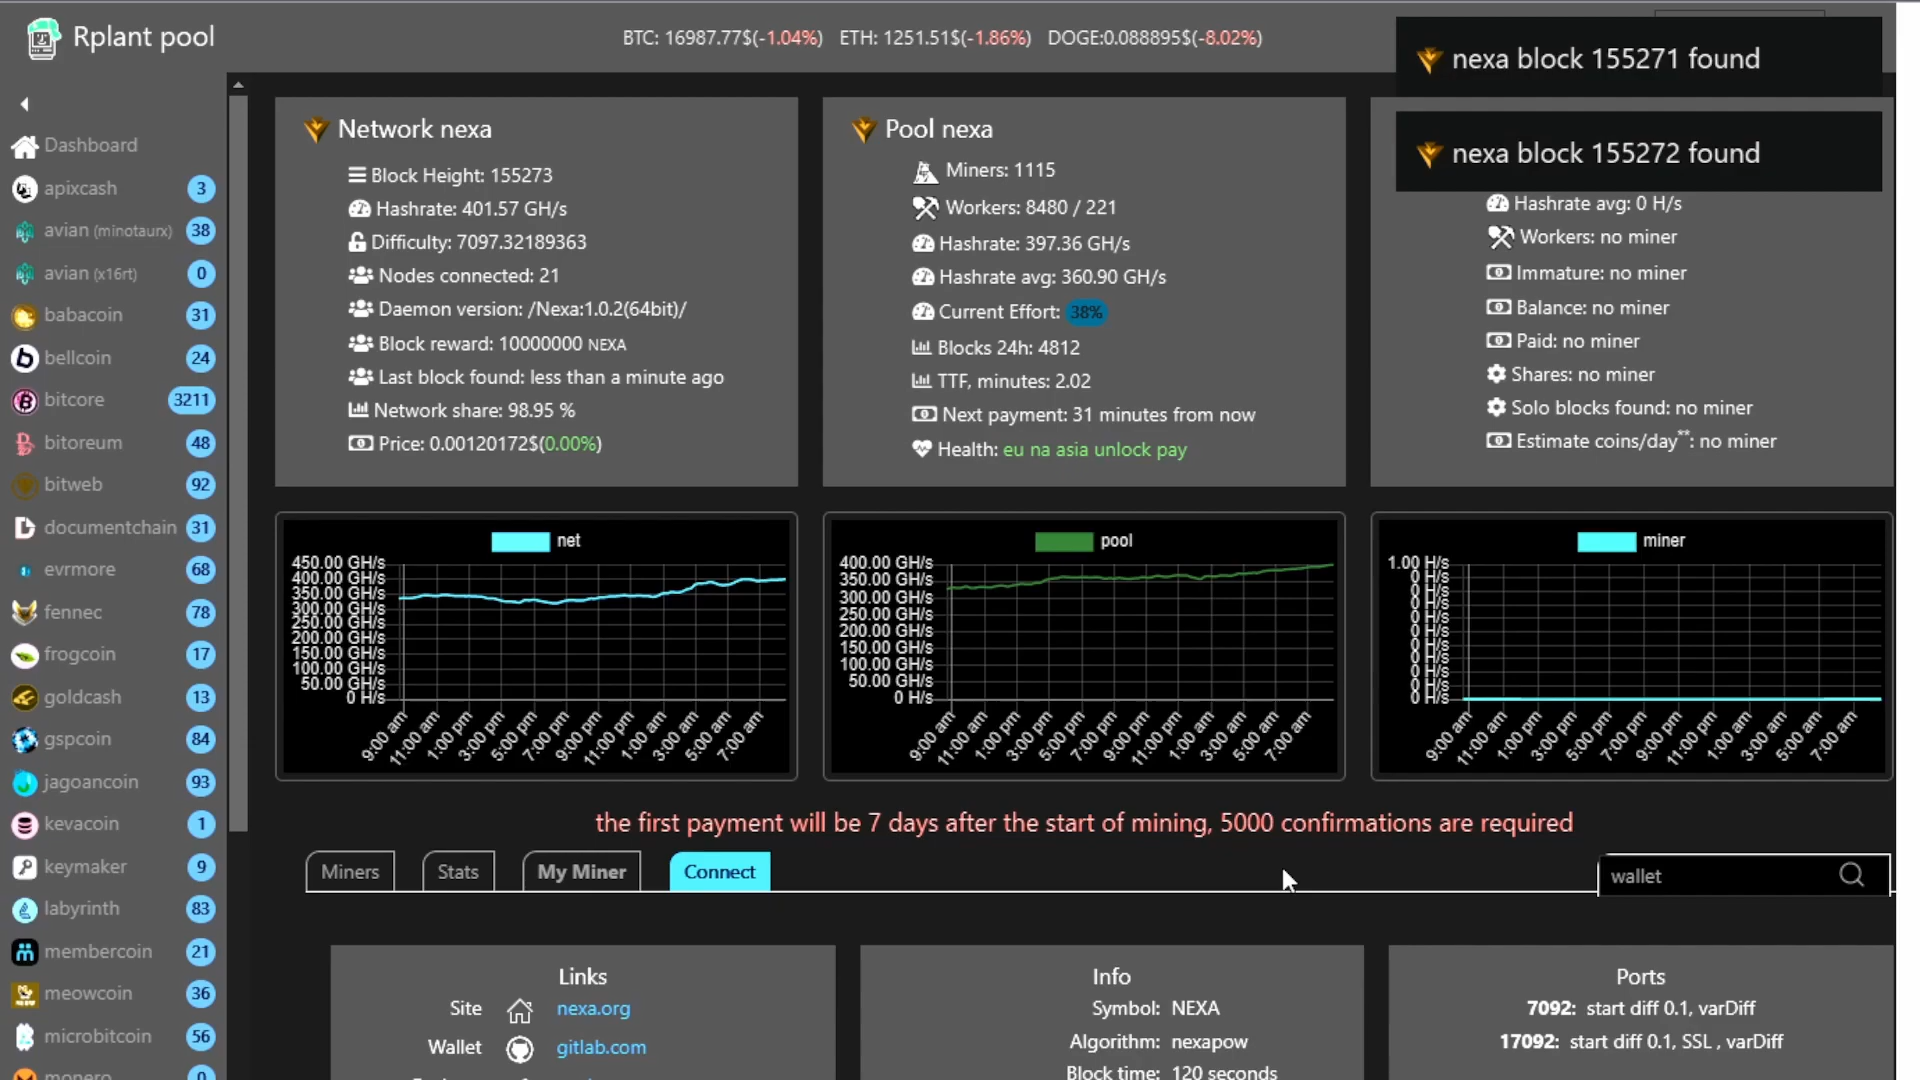 Rplant pool
BTC: 16987.77$(-1.04%) ETH: 1251.51$(-1.86%) DOGE:0.088895$(-8.02%)
nexa block 155271 found
nexa block 155272 found
Dashboard
apixcash 3
avian (minotaurx) 38
avian (x16rt) 0
babacoin 31
bellcoin 24
bitcore 3211
bitoreum 48
bitweb 92
documentchain 31
evrmore 68
fennec 78
frogcoin 17
goldcash 13
gspcoin 84
jagoancoin 93
kevacoin 1
keymaker 9
labyrinth 83
membercoin 21
meowcoin 36
microbitcoin 56
monero 0
Network nexa
Block Height: 155273
Hashrate: 401.57 GH/s
Difficulty: 7097.32189363
Nodes connected: 21
Daemon version: /Nexa:1.0.2(64bit)/
Block reward: 10000000 NEXA
Last block found: less than a minute ago
Network share: 98.95 %
Price: 0.00120172$(0.00%)
Pool nexa
Miners: 1115
Workers: 8480 / 221
Hashrate: 397.36 GH/s
Hashrate avg: 360.90 GH/s
Current Effort: 38%
Blocks 24h: 4812
TTF, minutes: 2.02
Next payment: 31 minutes from now
Health: eu na asia unlock pay
Hashrate avg: 0 H/s
Workers: no miner
Immature: no miner
Balance: no miner
Paid: no miner
Shares: no miner
Solo blocks found: no miner
Estimate coins/day**: no miner
net
450.00 GH/s
400.00 GH/s
350.00 GH/s
300.00 GH/s
250.00 GH/s
200.00 GH/s
150.00 GH/s
100.00 GH/s
50.00 GH/s
0 H/s
9:00 am 11:00 am 1:00 pm 3:00 pm 5:00 pm 7:00 pm 9:00 pm 11:00 pm 1:00 am 3:00 am 5:00 am 7:00 am
pool
400.00 GH/s
350.00 GH/s
300.00 GH/s
250.00 GH/s
200.00 GH/s
150.00 GH/s
100.00 GH/s
50.00 GH/s
0 H/s
9:00 am 11:00 am 1:00 pm 3:00 pm 5:00 pm 7:00 pm 9:00 pm 11:00 pm 1:00 am 3:00 am 5:00 am 7:00 am
miner
1.00 H/s
0 H/s
0 H/s
0 H/s
0 H/s
0 H/s
0 H/s
0 H/s
0 H/s
0 H/s
0 H/s
9:00 am 11:00 am 1:00 pm 3:00 pm 5:00 pm 7:00 pm 9:00 pm 11:00 pm 1:00 am 3:00 am 5:00 am 7:00 am
the first payment will be 7 days after the start of mining, 5000 confirmations are required
Miners Stats My Miner Connect
wallet
Links
Site nexa.org
Wallet gitlab.com
Info
Symbol: NEXA
Algorithm: nexapow
Block time: 120 seconds
Ports
7092: start diff 0.1, varDiff
17092: start diff 0.1, SSL , varDiff